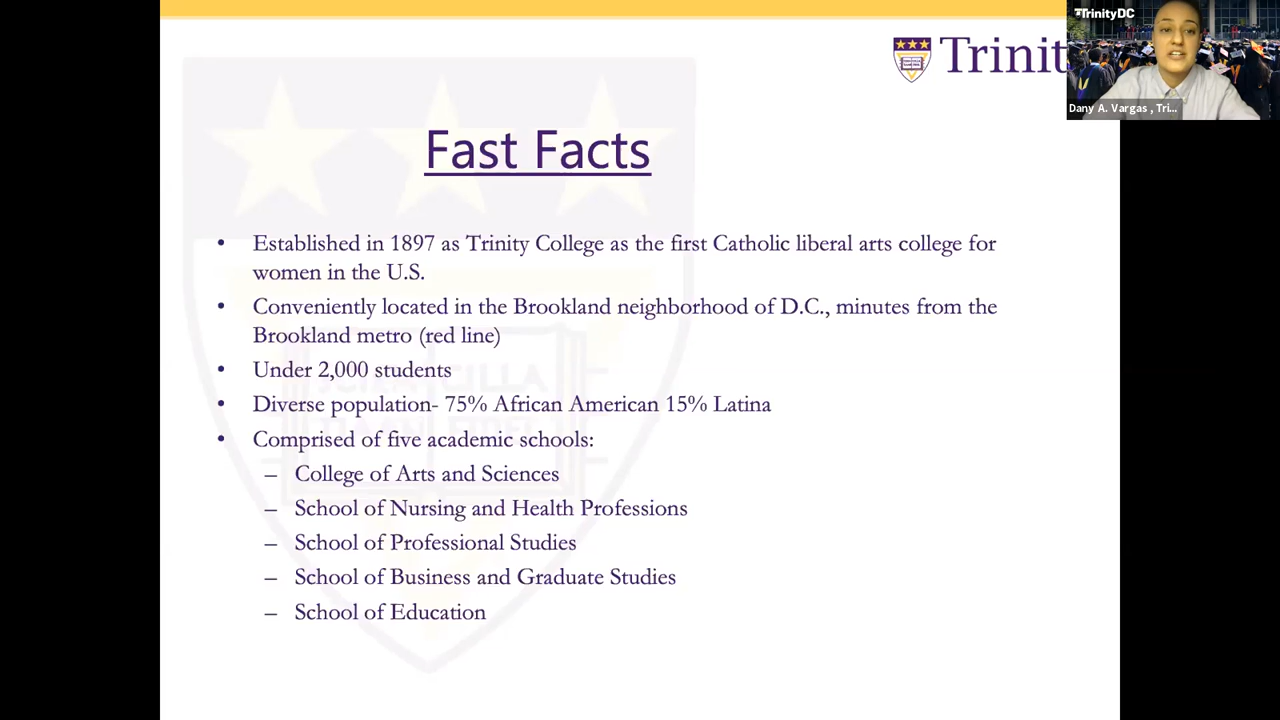 TrinityDC
Trinit
Dany A. Vargas , Tri...
Fast Facts
• Established in 1897 as Trinity College as the first Catholic liberal arts college for
women in the U.S.
• Conveniently located in the Brookland neighborhood of D.C., minutes from the
Brookland metro (red line)
• Under 2,000 students
• Diverse population- 75% African American 15% Latina
• Comprised of five academic schools:
– College of Arts and Sciences
– School of Nursing and Health Professions
– School of Professional Studies
– School of Business and Graduate Studies
– School of Education